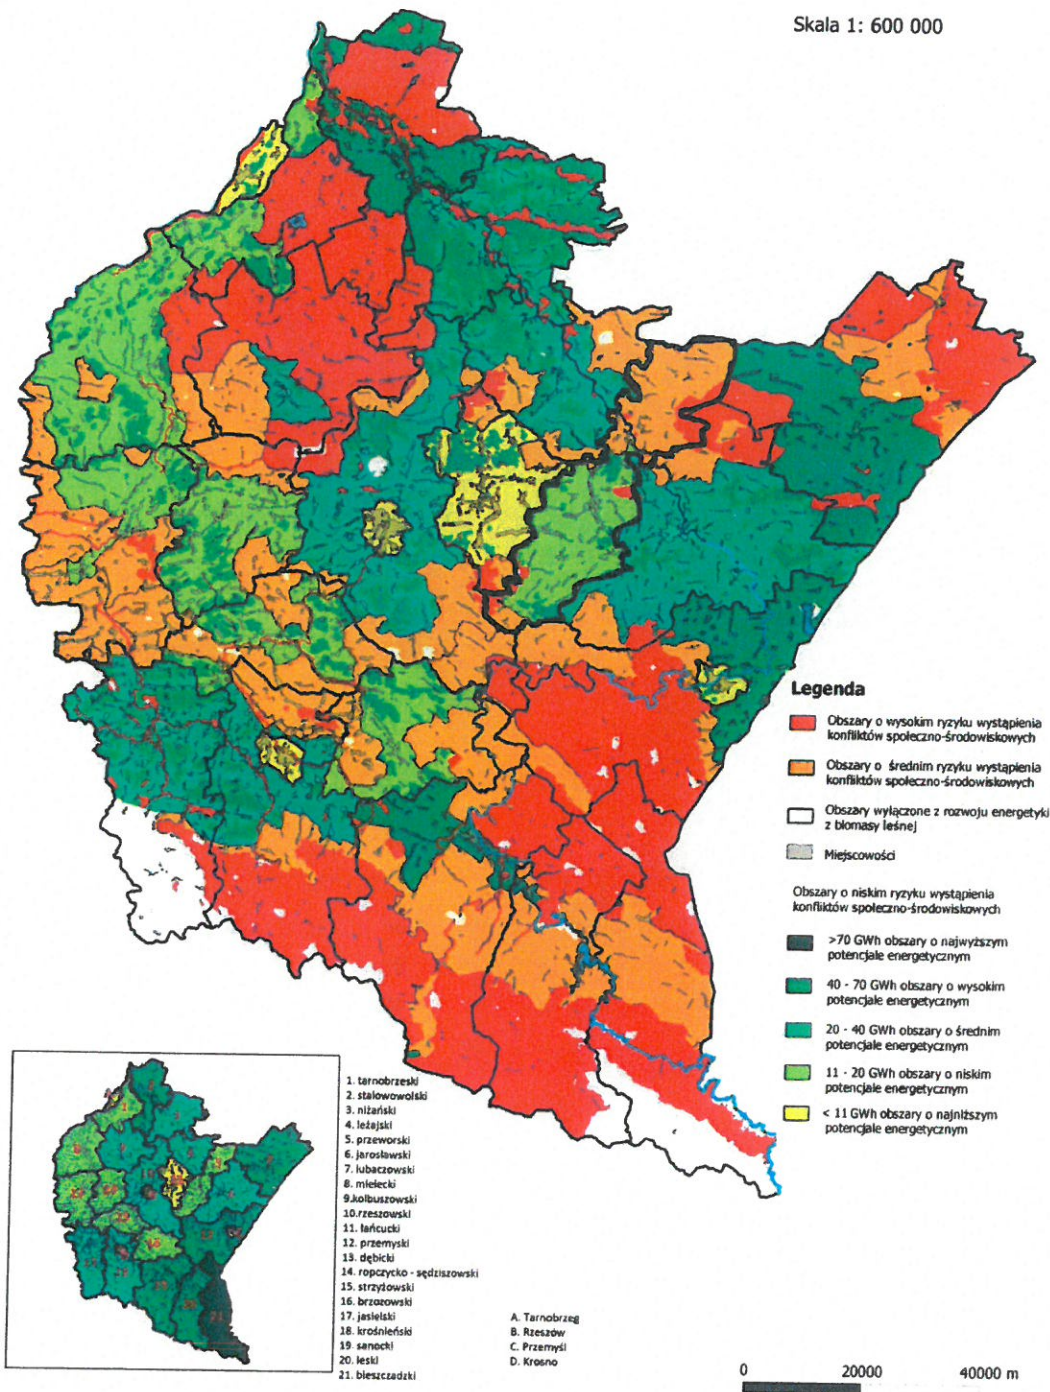 Skala 1: 600 000
Legenda
Obszary o wysokim ryzyku wystąpienia
konfliktów społeczno-środowiskowych
Obszary o średnim ryzyku wystąpienia
konfliktów społeczno-środowiskowych
Obszary wyłączone z rozwoju energetyki
z biomasy leśnej
Miejscowości
Obszary o niskim ryzyku wystąpienia
konfliktów społeczno-środowiskowych
>70 GWh obszary o najwyższym
potencjale energetycznym
40 - 70 GWh obszary o wysokim
potencjale energetycznym
20 - 40 GWh obszary o średnim
potencjale energetycznym
11 - 20 GWh obszary o niskim
potencjale energetycznym
< 11 GWh obszary o najniższym
potencjale energetycznym
1. tarnobrzeski
2. stalowowolski
3. niżański
4. leżajski
5. przeworski
6. jarosławski
7. lubaczowski
8. mielecki
9.kolbuszowski
10.rzeszowski
11. łańcucki
12. przemyski
13. dębicki
14. ropczycko - sędziszowski
15. strzyżowski
16. brzozowski
17. jasielski
18. krośnieński
19. sanocki
20. leski
21. bieszczadzki
A. Tarnobrzeg
B. Rzeszów
C. Przemyśl
D. Krosno
0 20000 40000 m